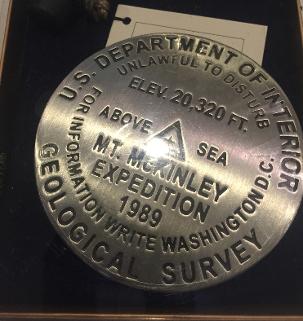 U.S. DEPARTMENT OF INTERIOR
UNLAWFUL TO DISTURB
ELEV. 20,320 FT.
ABOVE SEA
MT. McKINLEY
EXPEDITION
1989
FOR INFORMATION WRITE WASHINGTON D.C.
GEOLOGICAL SURVEY